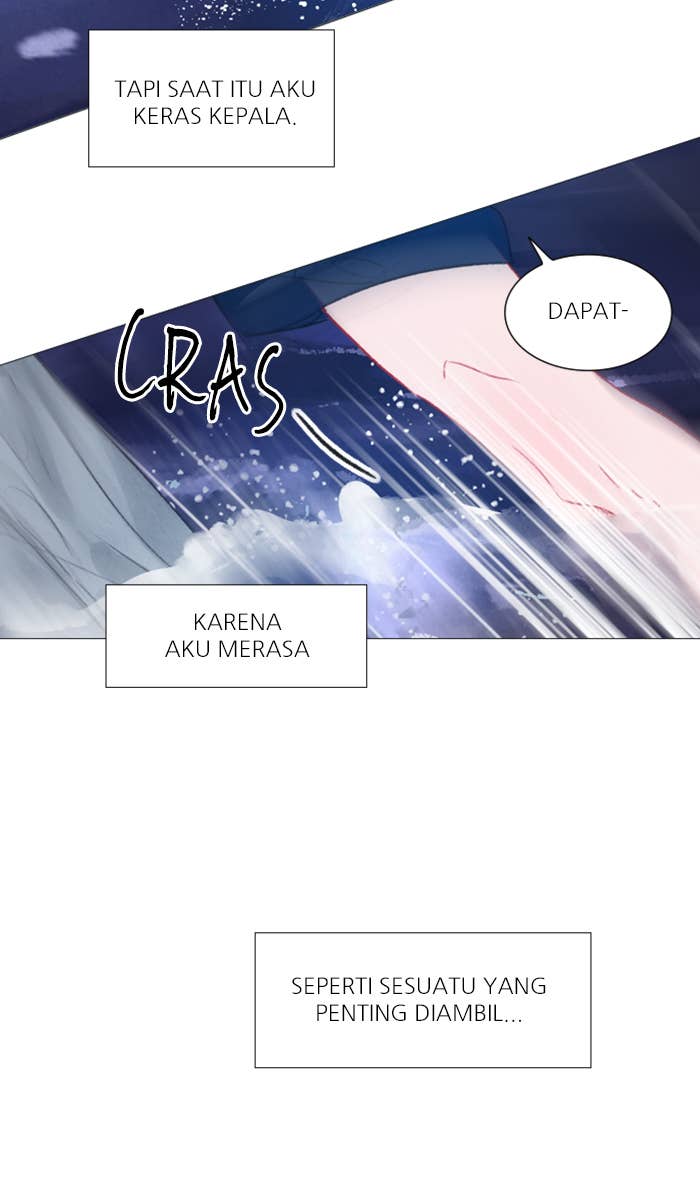 TAPI SAAT ITU AKU
KERAS KEPALA.
DAPAT-
CRAS
KARENA
AKU MERASA
SEPERTI SESUATU YANG
PENTING DIAMBIL...